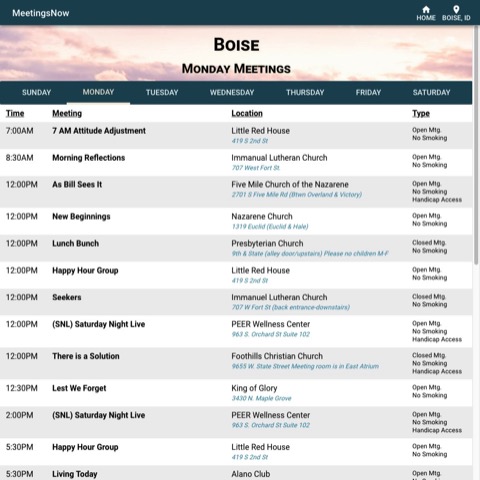 MeetingsNow
HOME BOISE, ID
Boise
Monday Meetings
SUNDAY MONDAY TUESDAY WEDNESDAY THURSDAY FRIDAY SATURDAY
Time Meeting Location Type
7:00AM 7 AM Attitude Adjustment Little Red House Open Mtg.
419 S 2nd St No Smoking
8:30AM Morning Reflections Immanual Lutheran Church Open Mtg.
707 West Fort St. No Smoking
12:00PM As Bill Sees It Five Mile Church of the Nazarene Open Mtg.
2701 S Five Mile Rd (Btwn Overland & Victory) No Smoking
Handicap Access
12:00PM New Beginnings Nazarene Church Open Mtg.
1319 Euclid (Euclid & Hale) No Smoking
12:00PM Lunch Bunch Presbyterian Church Closed Mtg.
9th & State (alley door/upstairs) Please no children M-F No Smoking
12:00PM Happy Hour Group Little Red House Open Mtg.
419 S 2nd St No Smoking
12:00PM Seekers Immanuel Lutheran Church Closed Mtg.
707 W Fort St (back entrance-downstairs) No Smoking
12:00PM (SNL) Saturday Night Live PEER Wellness Center Open Mtg.
963 S. Orchard St Suite 102 No Smoking
Handicap Access
12:00PM There is a Solution Foothills Christian Church Closed Mtg.
9655 W. State Street Meeting room is in East Atrium No Smoking
Handicap Access
12:30PM Lest We Forget King of Glory Open Mtg.
3430 N. Maple Grove No Smoking
2:00PM (SNL) Saturday Night Live PEER Wellness Center Open Mtg.
963 S. Orchard St Suite 102 No Smoking
Handicap Access
5:30PM Happy Hour Group Little Red House Open Mtg.
419 S 2nd St No Smoking
5:30PM Living Today Alano Club Open Mtg.